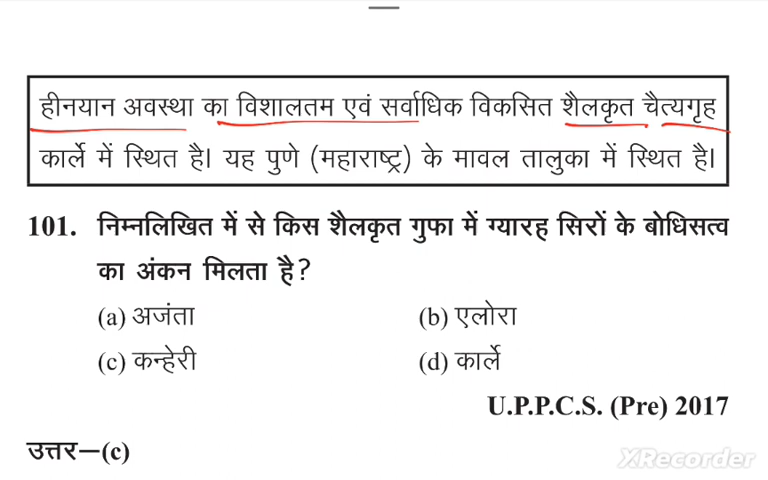 हीनयान अवस्था का विशालतम एवं सर्वाधिक विकसित शैलकृत चैत्यगृह
कार्ले में स्थित है। यह पुणे (महाराष्ट्र) के मावल तालुका में स्थित है।
101. निम्नलिखित में से किस शैलकृत गुफा में ग्यारह सिरों के बोधिसत्व
का अंकन मिलता है?
(a) अजंता (b) एलोरा
(c) कन्हेरी (d) कार्ले
U.P.P.C.S. (Pre) 2017
उत्तर–(c)
XRecorder